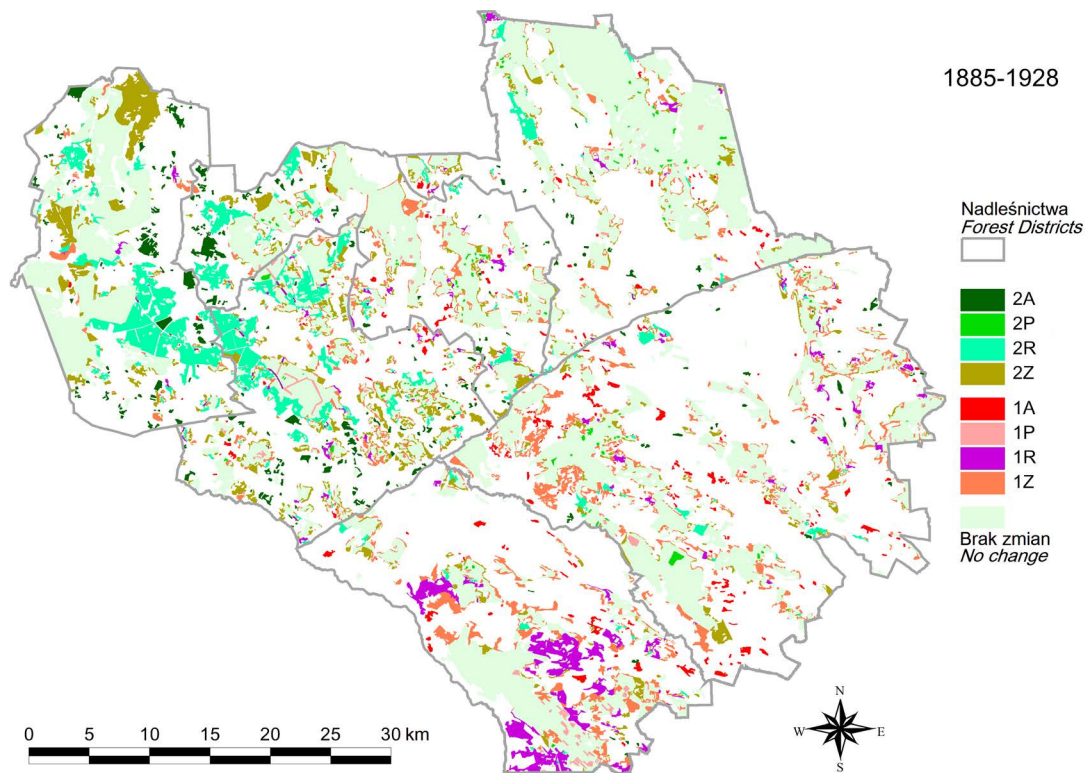 1885-1928
Nadleśnictwa
Forest Districts
2A
2P
2R
2Z
1A
1P
1R
1Z
Brak zmian
No change
N
W E
S
0 5 10 15 20 25 30 km